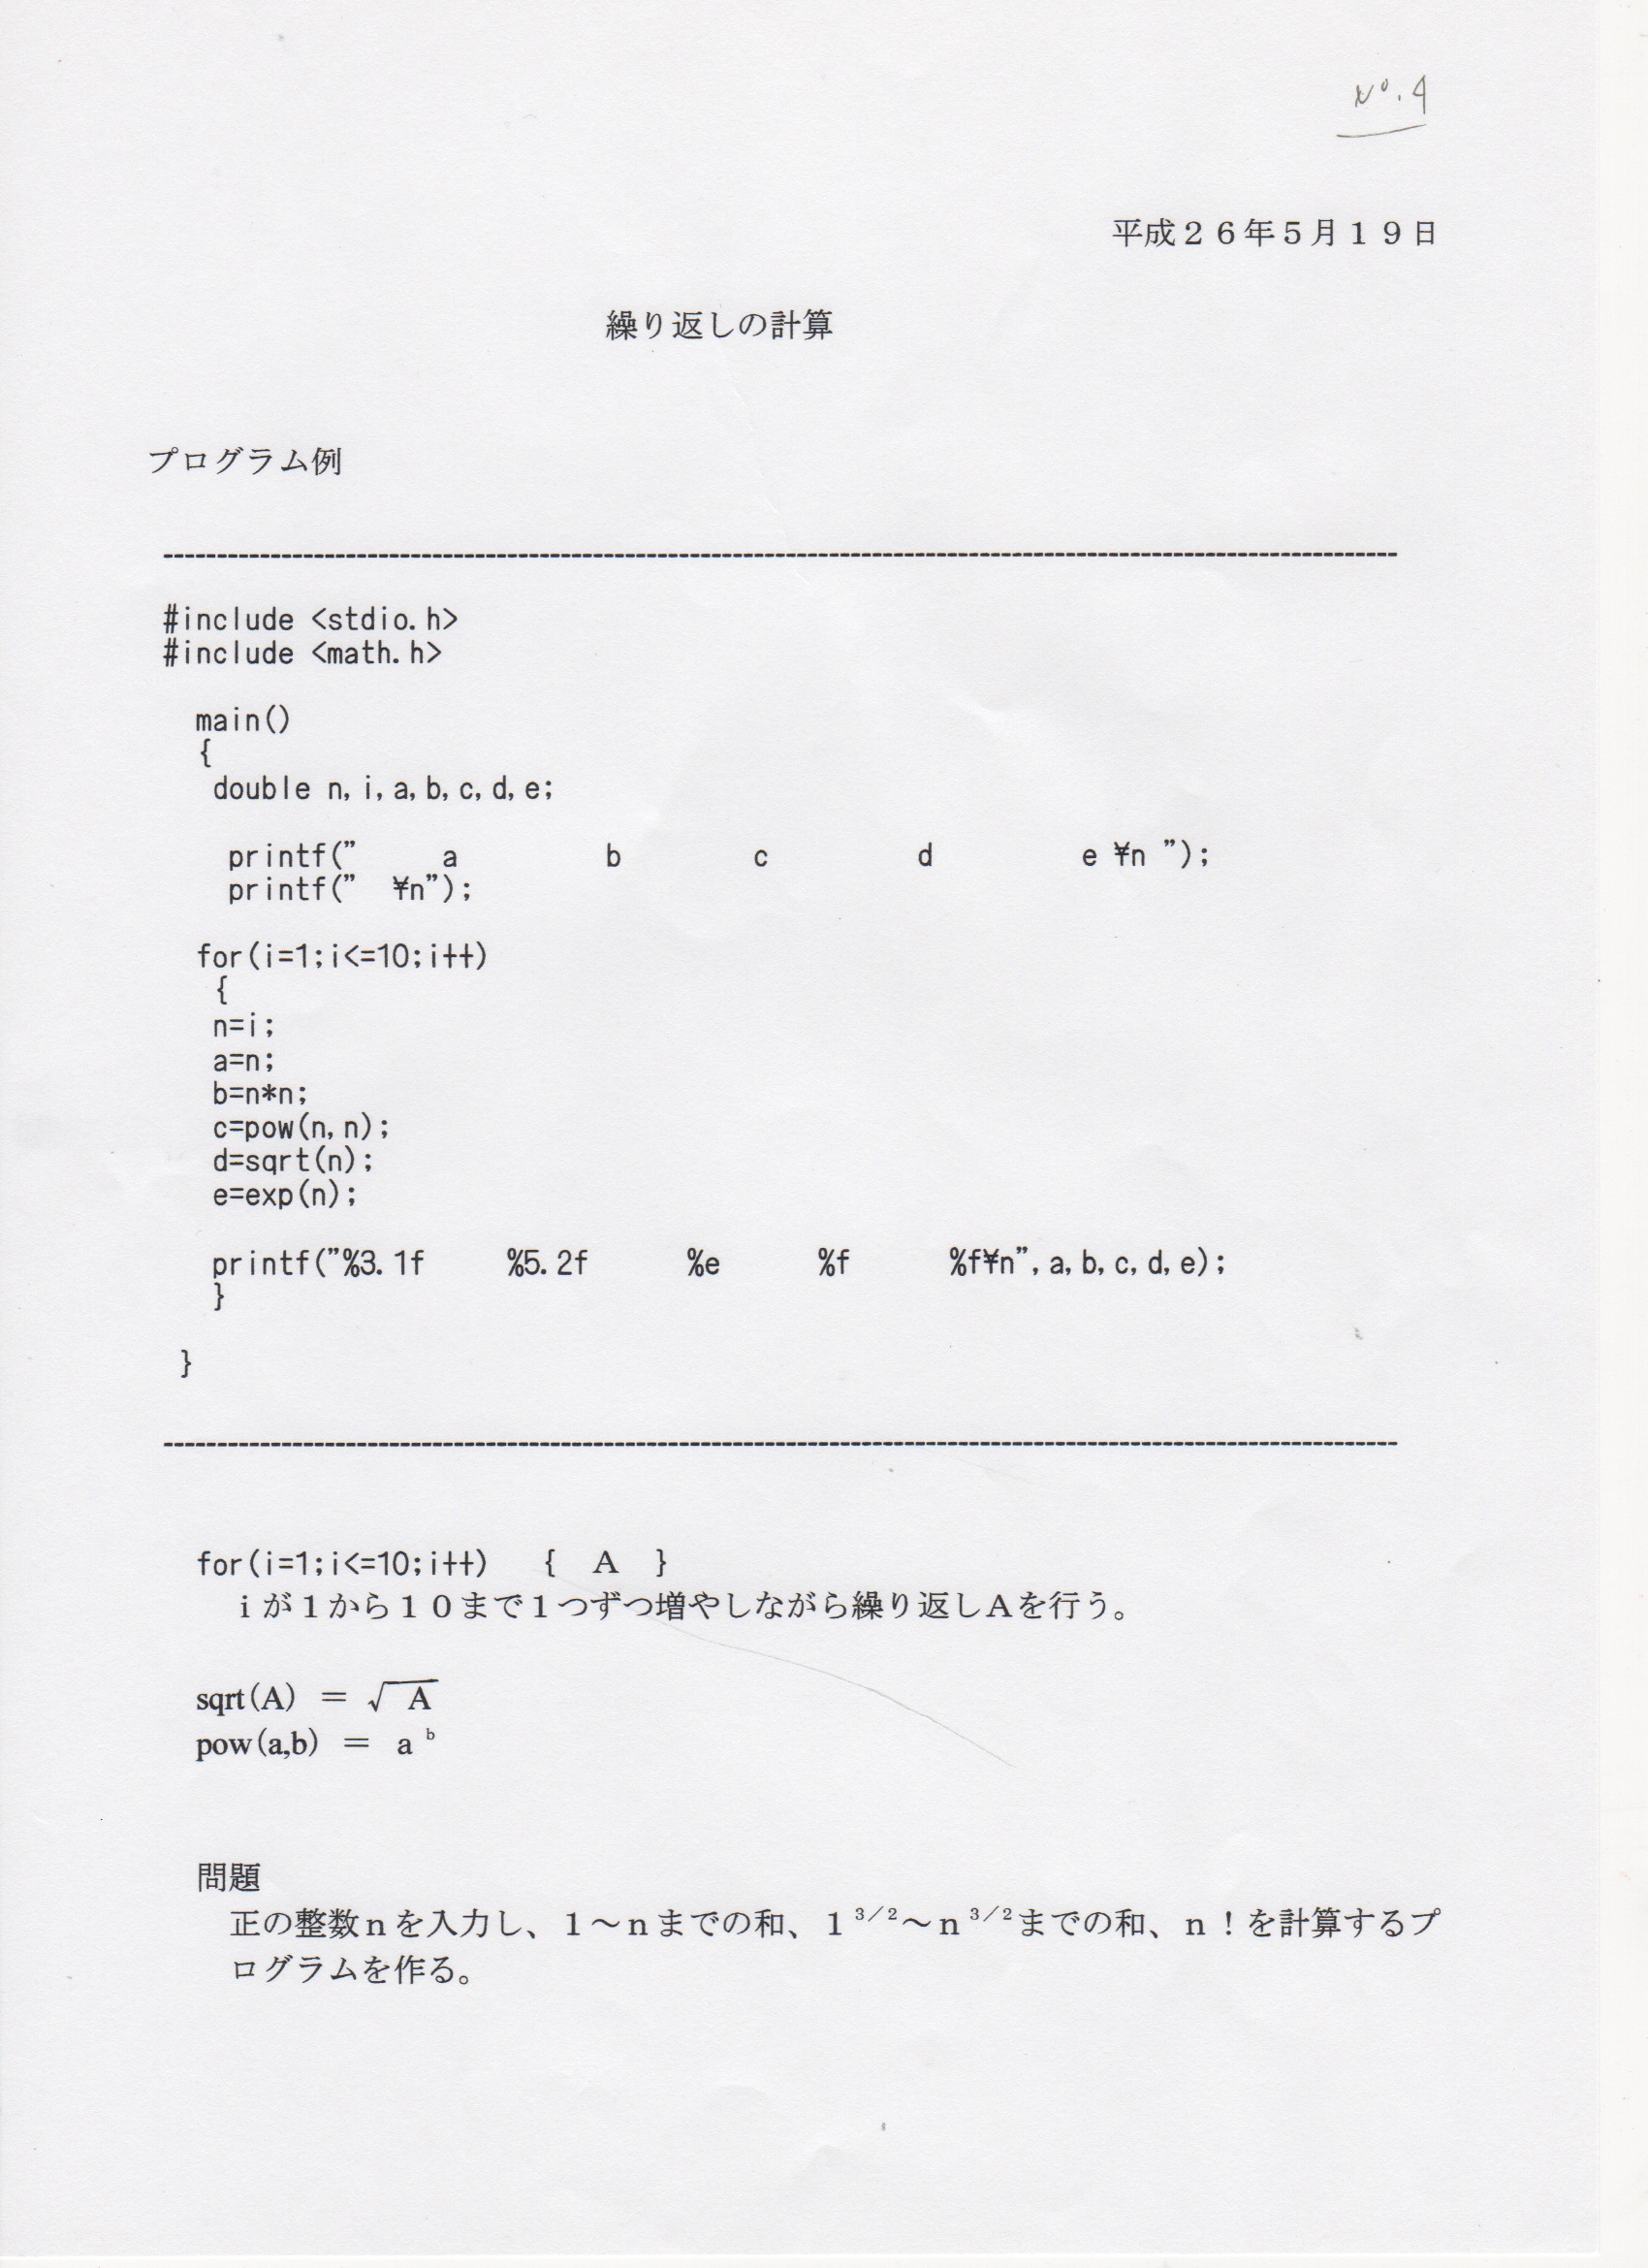 No.4
平成２６年５月１９日
繰り返しの計算
プログラム例
#include <stdio.h>
#include <math.h>
main()
{
double n,i,a,b,c,d,e;
printf("     a         b        c         d         e ¥n ");
printf("  ¥n");
for(i=1;i<=10;i++)
{
n=i;
a=n;
b=n*n;
c=pow(n,n);
d=sqrt(n);
e=exp(n);
printf("%3.1f     %5.2f      %e      %f      %f¥n",a,b,c,d,e);
}
}
for(i=1;i<=10;i++)   {  Ａ  }
ｉが１から１０まで１つずつ増やしながら繰り返しＡを行う。
sqrt(A) ＝ √ A
pow(a,b) ＝ a ᵇ
問題
正の整数ｎを入力し、１～ｎまでの和、１³／²～ｎ³／²までの和、ｎ！を計算するプ
ログラムを作る。